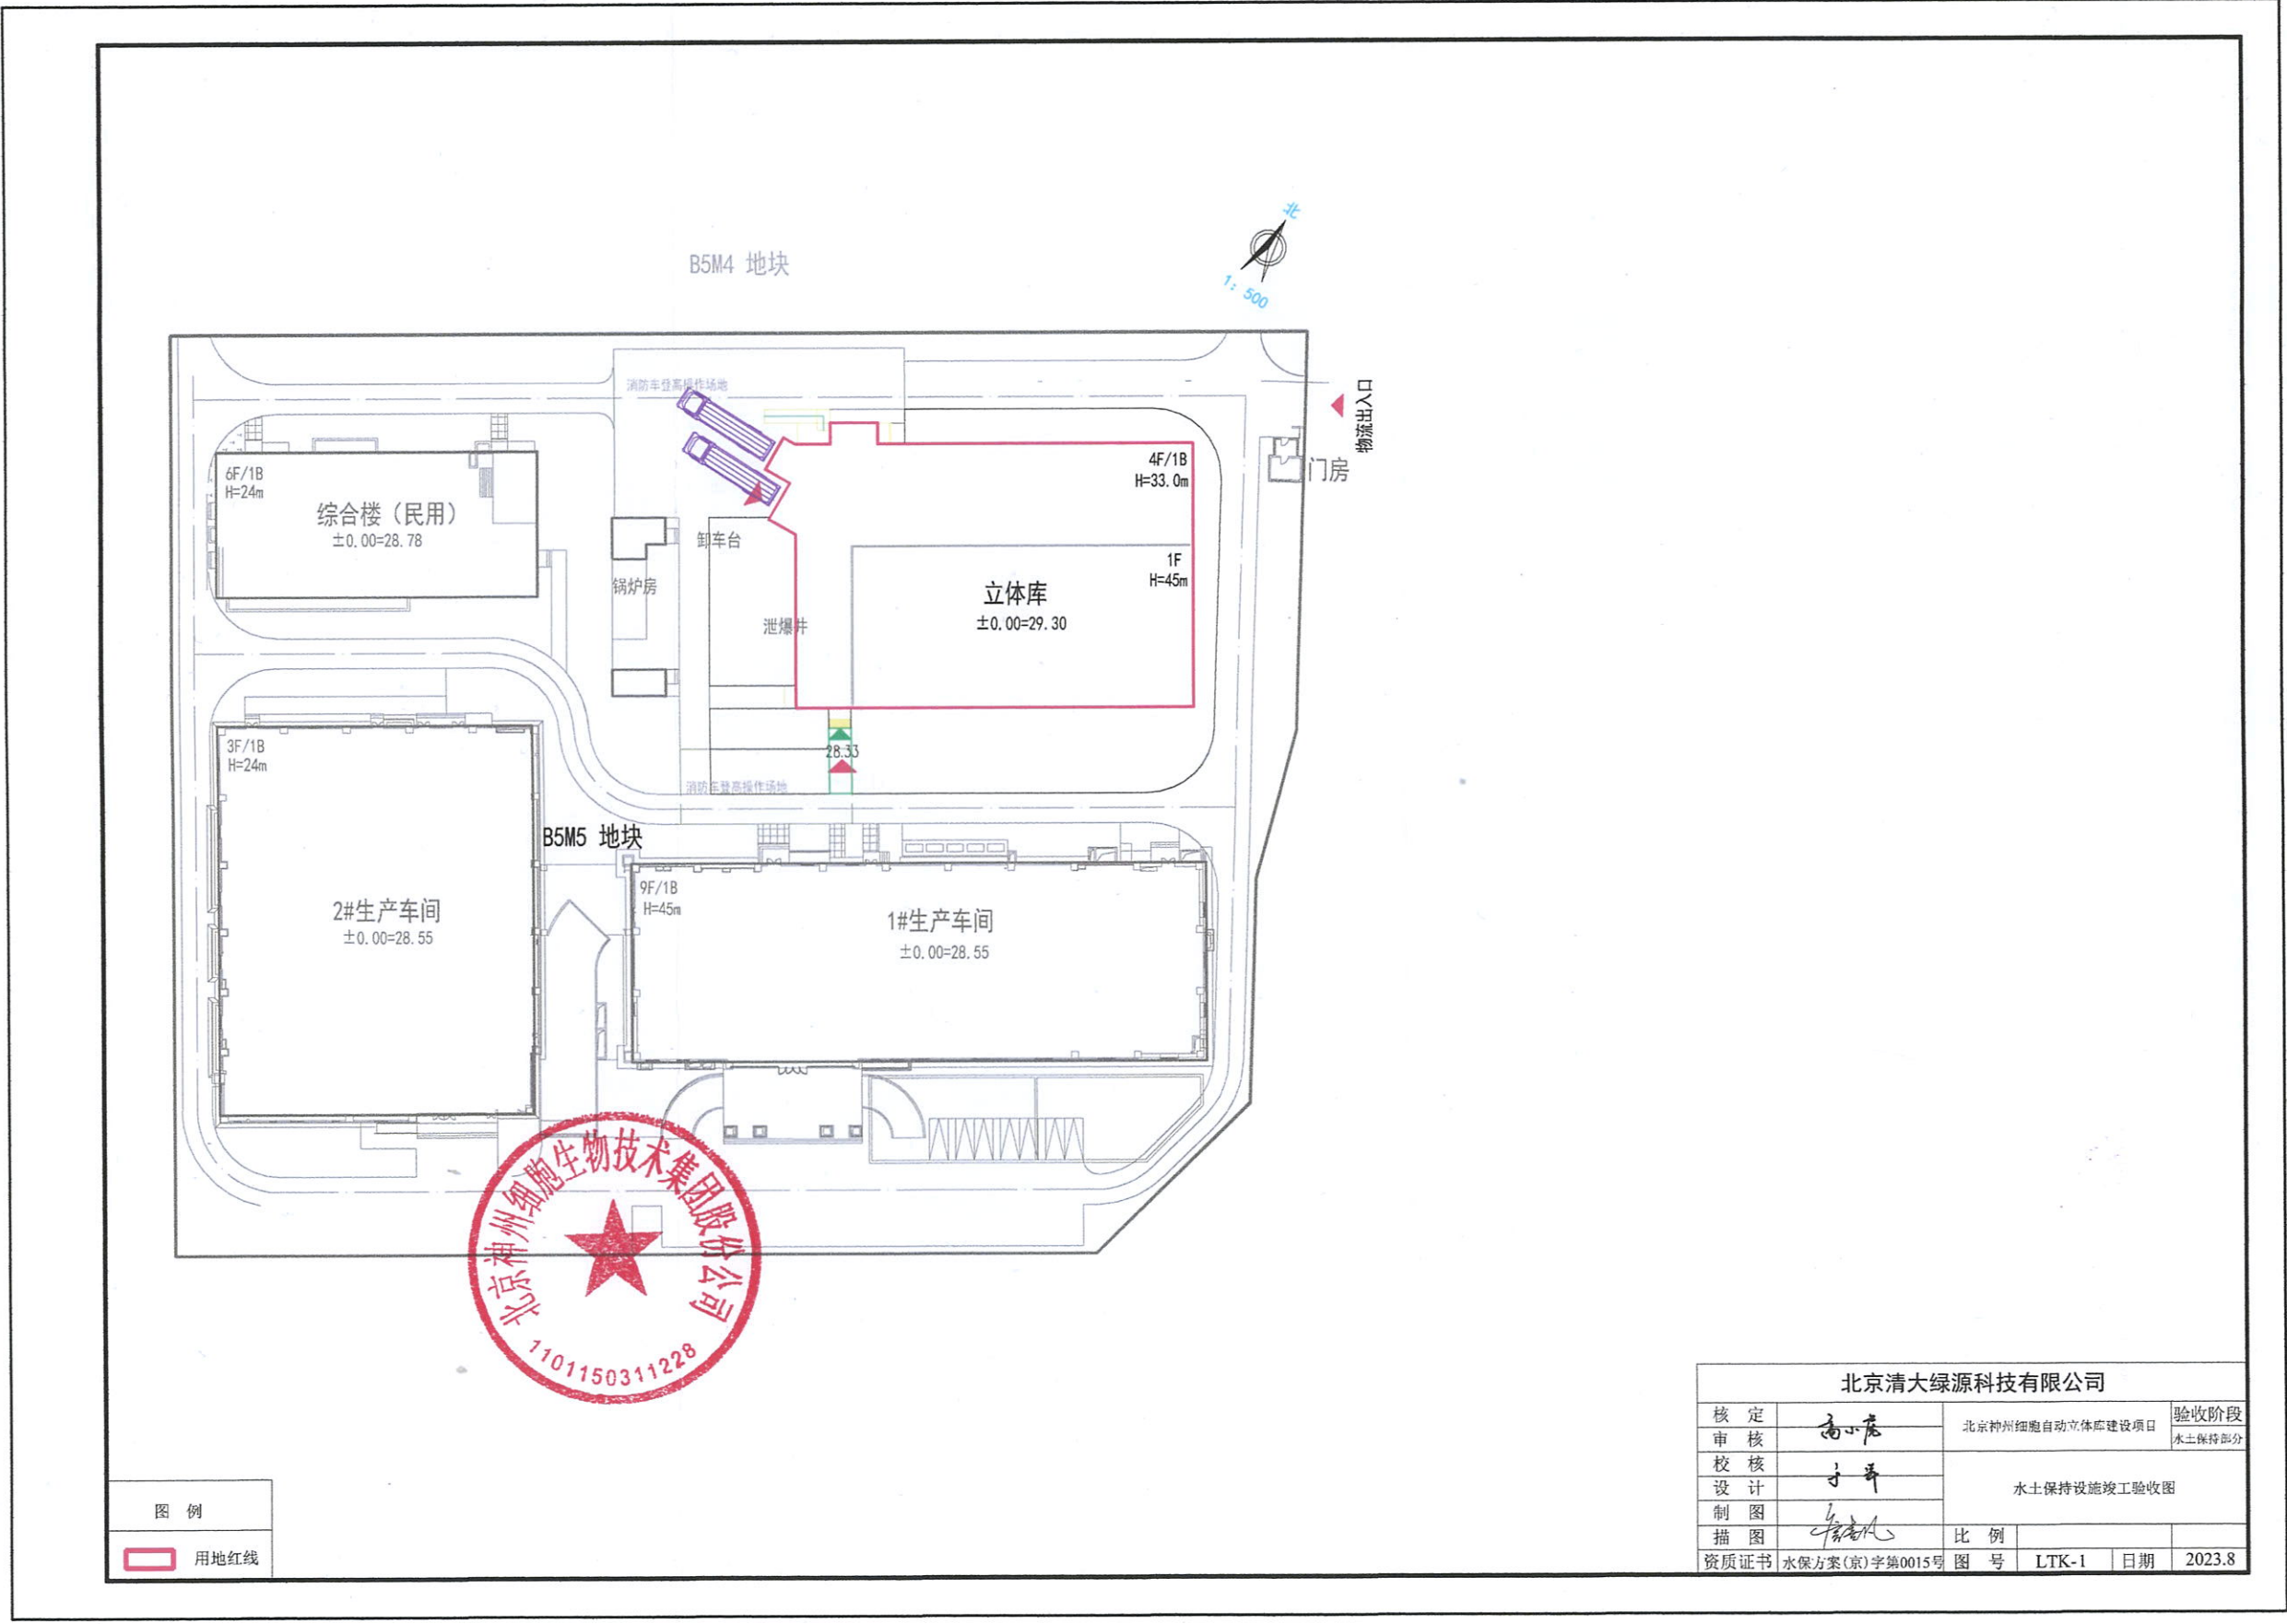 北
1: 500
B5M4 地块
消防车登高操作场地
物流出入口
门房
4F/1B
H=33.0m
6F/1B
H=24m
综合楼（民用）
±0.00=28.78
卸车台
锅炉房
泄爆井
1F
H=45m
立体库
±0.00=29.30
28.33
消防车登高操作场地
B5M5 地块
3F/1B
H=24m
2#生产车间
±0.00=28.55
9F/1B
H=45m
1#生产车间
±0.00=28.55
北京神州细胞生物技术集团股份公司
1101150311228
图 例
用地红线
北京清大绿源科技有限公司
核 定
审 核
高小虎
北京神州细胞自动立体库建设项目
验收阶段
水土保持部分
校 核
设 计
水土保持设施竣工验收图
制 图
描 图
比 例
资质证书
水保方案(京)字第0015号
图 号
LTK-1
日期
2023.8